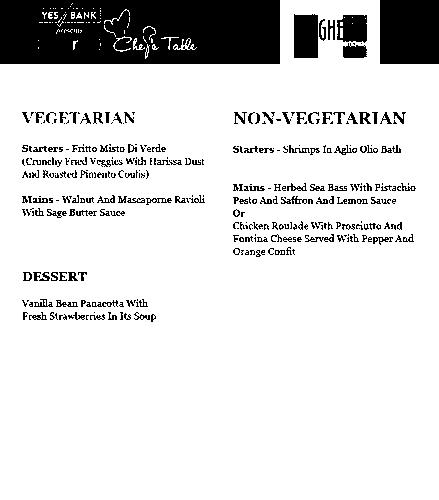 YES BANK
presents
Chef's Table
GHE
VEGETARIAN
Starters - Fritto Misto Di Verde
(Crunchy Fried Veggies With Harissa Dust
And Roasted Pimento Coulis)
Mains - Walnut And Mascarpone Ravioli
With Sage Butter Sauce
DESSERT
Vanilla Bean Panacotta With
Fresh Strawberries In Its Soup
NON-VEGETARIAN
Starters - Shrimps In Aglio Olio Bath
Mains - Herbed Sea Bass With Pistachio
Pesto And Saffron And Lemon Sauce
Or
Chicken Roulade With Prosciutto And
Fontina Cheese Served With Pepper And
Orange Confit